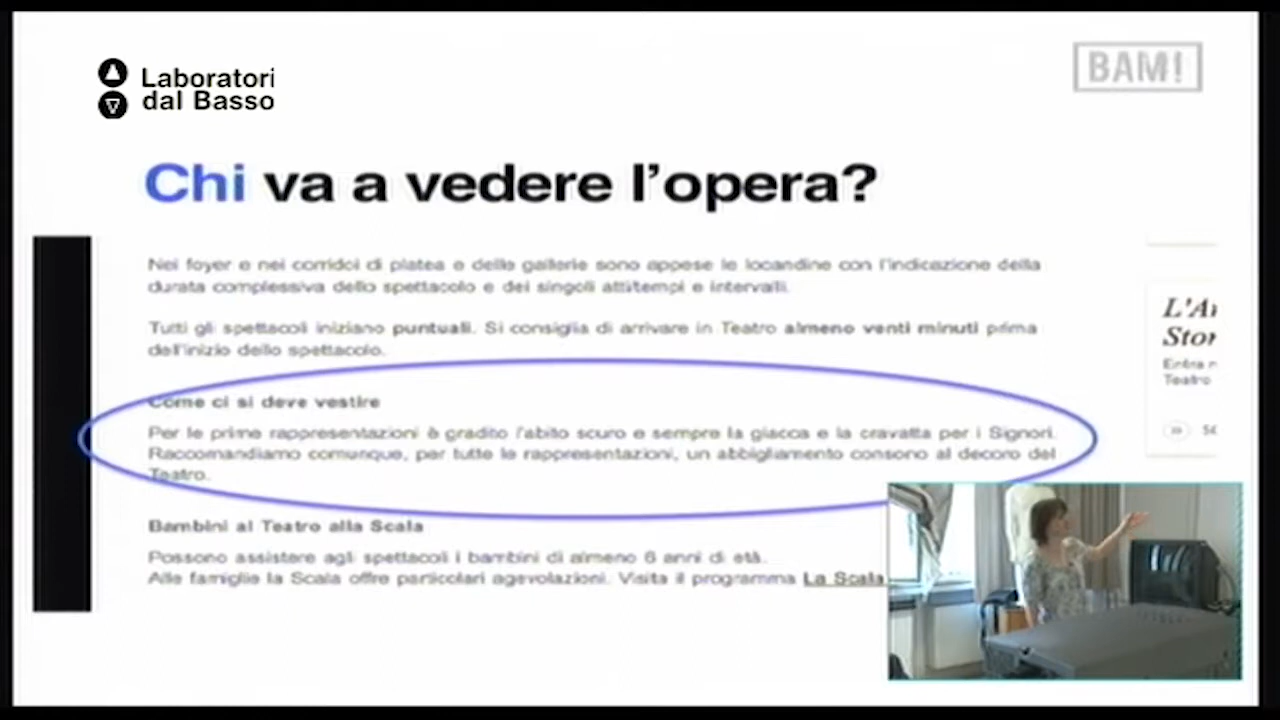 Laboratori
dal Basso
BAM!
Chi va a vedere l'opera?
Nei foyer e nei corridoi di platea e delle gallerie sono appese le locandine con l'indicazione della
durata complessiva dello spettacolo e dei singoli atti/tempi e intervalli.
Tutti gli spettacoli iniziano puntuali. Si consiglia di arrivare in Teatro almeno venti minuti prima
dell'inizio dello spettacolo.
Come ci si deve vestire
Per le prime rappresentazioni è gradito l'abito scuro e sempre la giacca e la cravatta per i Signori.
Raccomandiamo comunque, per tutte le rappresentazioni, un abbigliamento consono al decoro del
Teatro.
Bambini al Teatro alla Scala
Possono assistere agli spettacoli i bambini di almeno 6 anni di età.
Alle famiglie la Scala offre particolari agevolazioni. Visita il programma La Scala
L'Ar
Stor
Entra n
Teatro